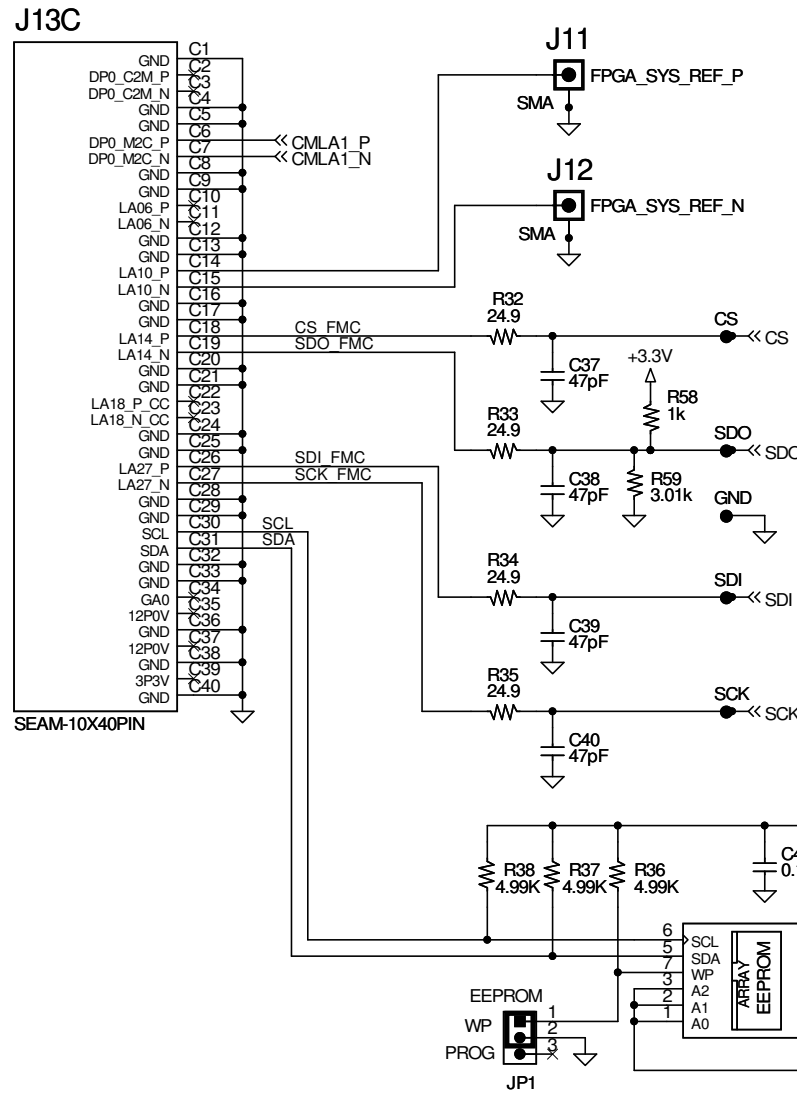 J13C
GND C1
DP0_C2M_P C2
DP0_C2M_N C3
GND C4
GND C5
DP0_M2C_P C6 CMLA1_P
DP0_M2C_N C7 CMLA1_N
GND C8
GND C9
LA06_P C10
LA06_N C11
GND C12
GND C13
LA10_P C14
LA10_N C15
GND C16
GND C17
LA14_P C18 CS_FMC
LA14_N C19 SDO_FMC
GND C20
GND C21
LA18_P_CC C22
LA18_N_CC C23
GND C24
GND C25
LA27_P C26 SDI_FMC
LA27_N C27 SCK_FMC
GND C28
GND C29
SCL C30 SCL
SDA C31 SDA
GND C32
GND C33
GA0 C34
12P0V C35
GND C36
12P0V C37
GND C38
3P3V C39
GND C40
SEAM-10X40PIN
J11
FPGA_SYS_REF_P
SMA
J12
FPGA_SYS_REF_N
SMA
R32
24.9
CS
CS
C37
47pF
+3.3V
R58
1k
R33
24.9
SDO
SDO
C38
47pF
R59
3.01k
GND
R34
24.9
SDI
SDI
C39
47pF
R35
24.9
SCK
SCK
C40
47pF
R38 R37 R36
4.99K 4.99K 4.99K
6 SCL
5 SDA
7 WP
3 A2
2 A1
1 A0
ARRAY
EEPROM
EEPROM
WP 1
2
PROG 3
JP1